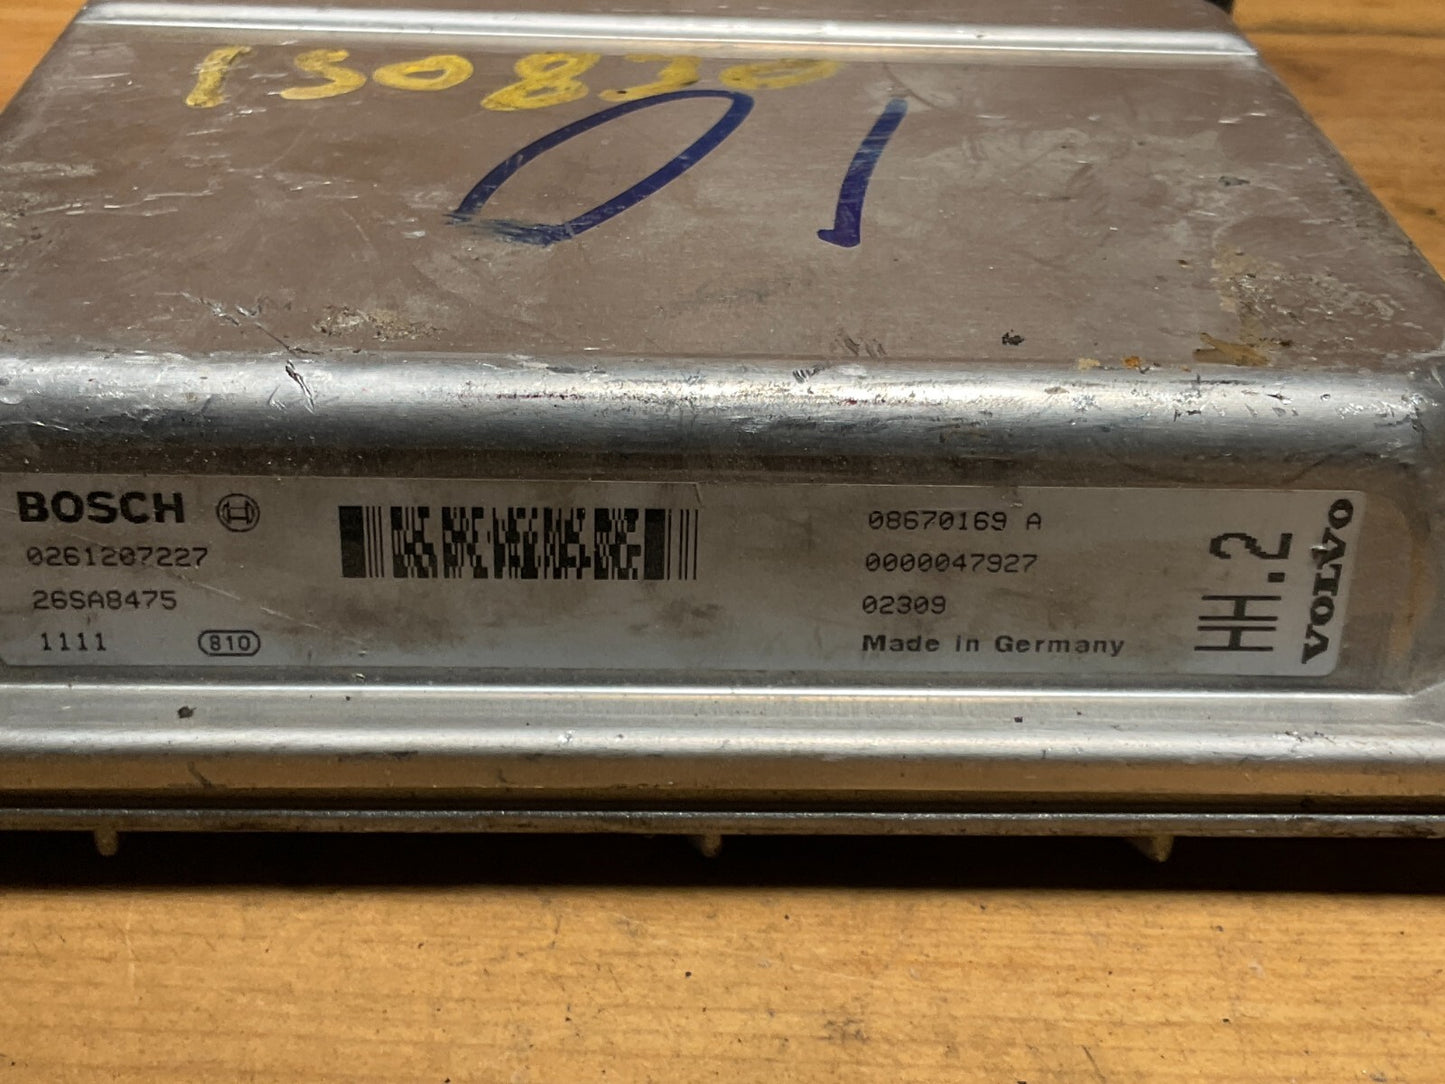 150830
01
BOSCH
0261207227
26SA8475
1111
810
08670169 A
0000047927
02309
Made in Germany
HH.2
VOLVO